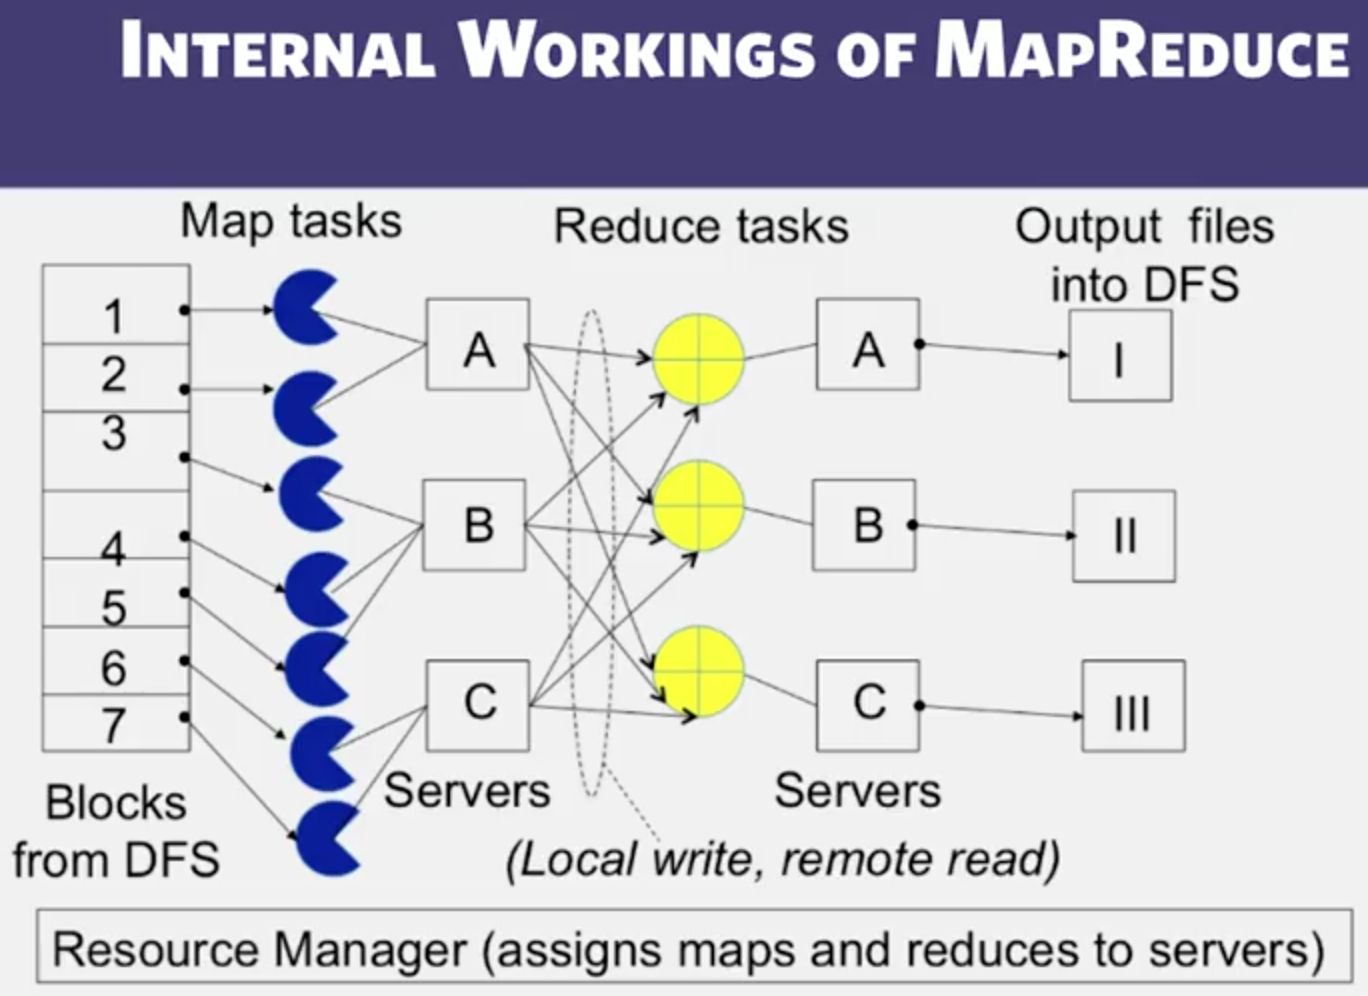 INTERNAL WORKINGS OF MAPREDUCE
Map tasks
Reduce tasks
Output files
into DFS
1
2
3
4
5
6
7
A
B
C
A
B
C
I
II
III
Blocks
from DFS
Servers
Servers
(Local write, remote read)
Resource Manager (assigns maps and reduces to servers)